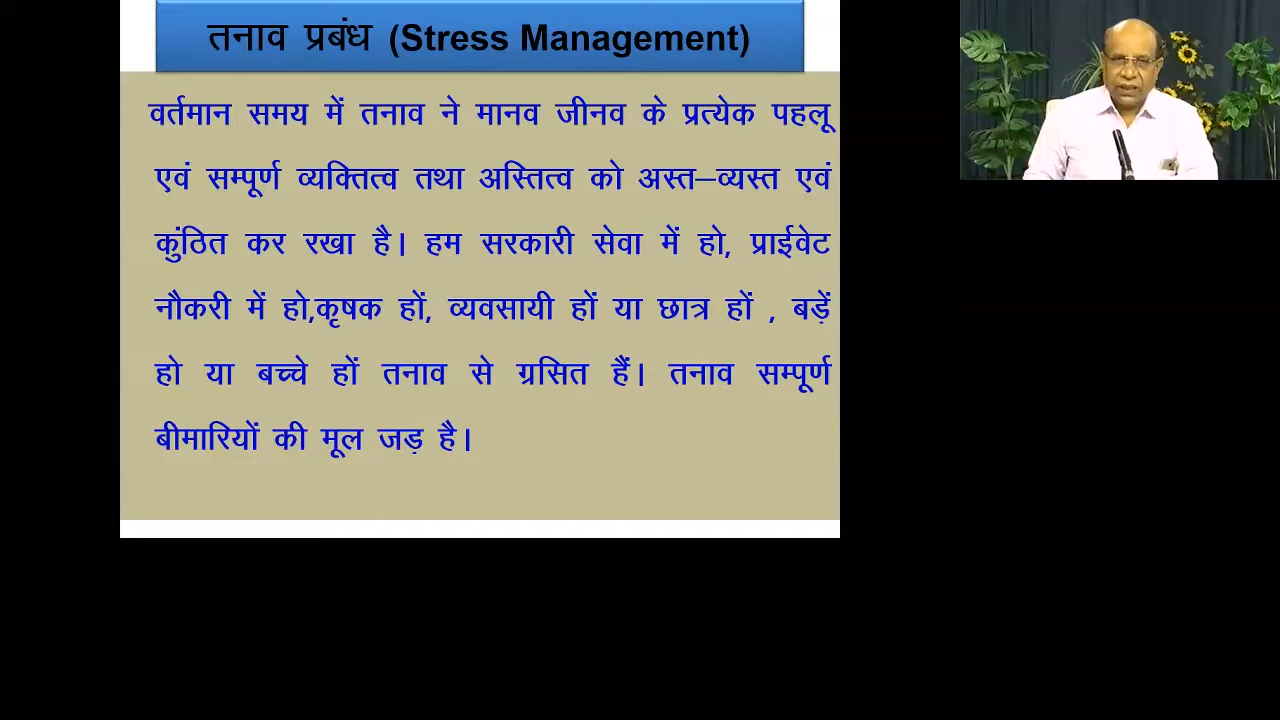 तनाव प्रबंध (Stress Management)
वर्तमान समय में तनाव ने मानव जीनव के प्रत्येक पहलू
एवं सम्पूर्ण व्यक्तित्व तथा अस्तित्व को अस्त–व्यस्त एवं
कुंठित कर रखा है। हम सरकारी सेवा में हो, प्राईवेट
नौकरी में हो,कृषक हों, व्यवसायी हों या छात्र हों , बड़ें
हो या बच्चे हों तनाव से ग्रसित हैं। तनाव सम्पूर्ण
बीमारियों की मूल जड़ है।